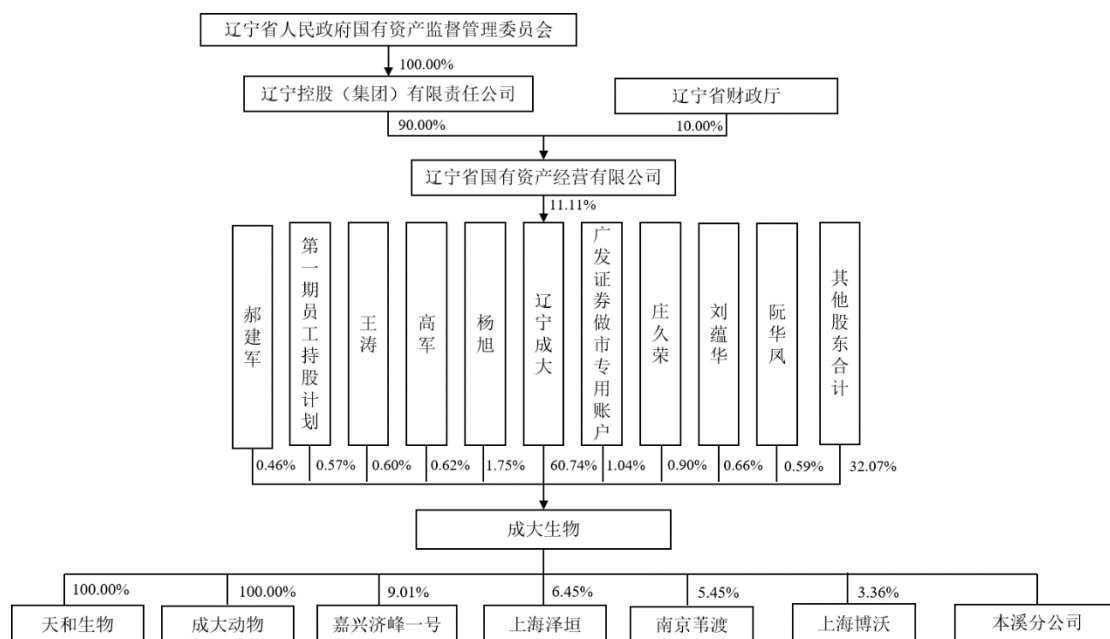 辽宁省人民政府国有资产监督管理委员会
100.00%
辽宁控股（集团）有限责任公司
辽宁省财政厅
90.00%
10.00%
辽宁省国有资产经营有限公司
11.11%
郝建军
第一期员工持股计划
王涛
高军
杨旭
辽宁成大
广发证券做市专用账户
庄久荣
刘蕴华
阮华凤
其他股东合计
0.46%
0.57%
0.60%
0.62%
1.75%
60.74%
1.04%
0.90%
0.66%
0.59%
32.07%
成大生物
100.00%
100.00%
9.01%
6.45%
5.45%
3.36%
天和生物
成大动物
嘉兴济峰一号
上海泽垣
南京苇渡
上海博沃
本溪分公司